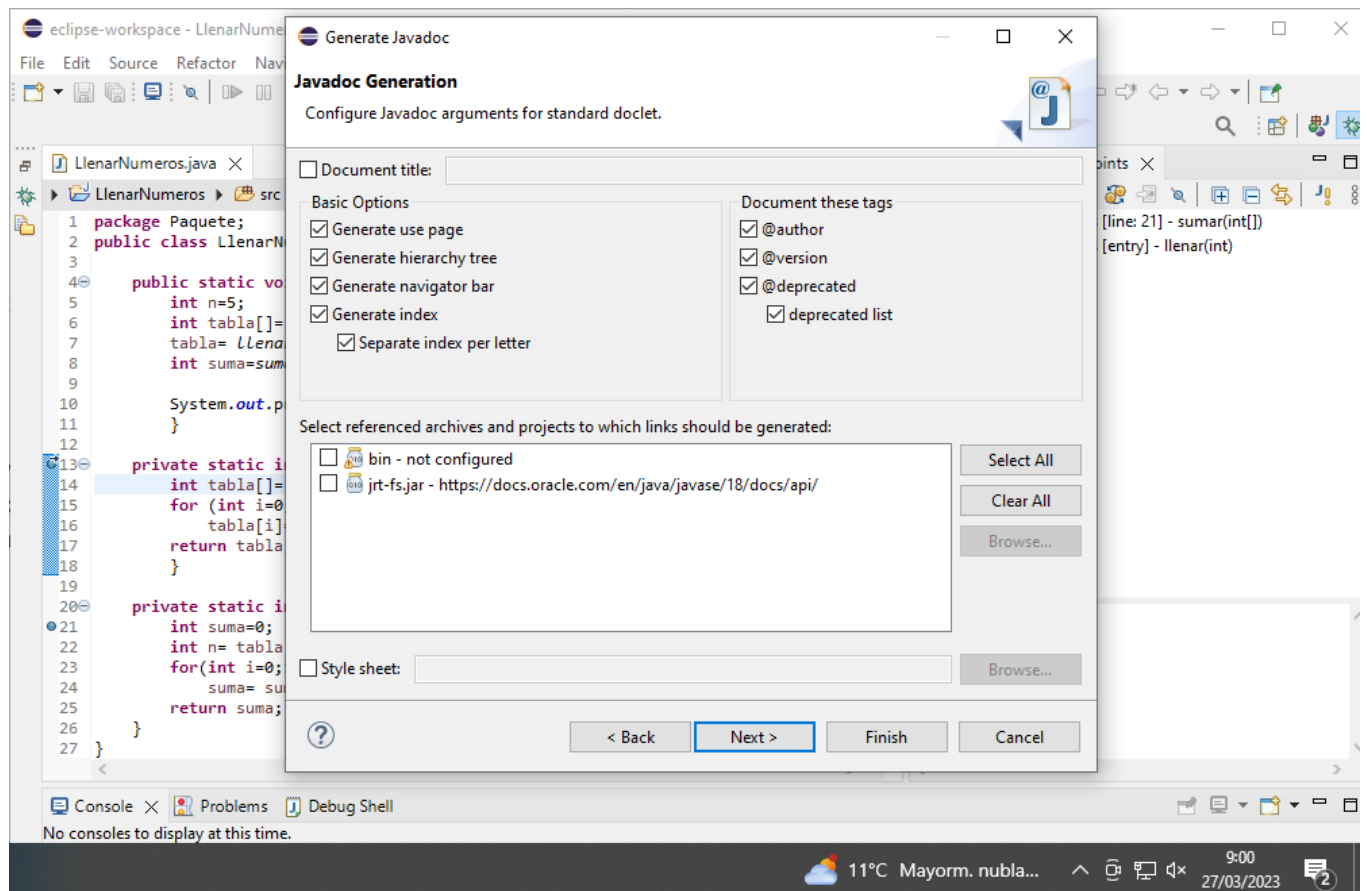 eclipse-workspace - LlenarNume
File Edit Source Refactor Navi
LlenarNumeros.java
LlenarNumeros src
1 package Paquete;
2 public class LlenarN
3
4 public static vo
5 int n=5;
6 int tabla[]=
7 tabla= llena
8 int suma=sum
9
10 System.out.p
11 }
12
13 private static i
14 int tabla[]=
15 for (int i=0
16 tabla[i]
17 return tabla
18 }
19
20 private static i
21 int suma=0;
22 int n= tabla
23 for(int i=0;
24 suma= su
25 return suma;
26 }
27 }
Generate Javadoc
Javadoc Generation
Configure Javadoc arguments for standard doclet.
@J
Document title:
Basic Options
Generate use page
Generate hierarchy tree
Generate navigator bar
Generate index
Separate index per letter
Document these tags
@author
@version
@deprecated
deprecated list
Select referenced archives and projects to which links should be generated:
bin - not configured
jrt-fs.jar - https://docs.oracle.com/en/java/javase/18/docs/api/
Select All
Clear All
Browse...
Style sheet:
Browse...
< Back Next > Finish Cancel
oints
[line: 21] - sumar(int[])
[entry] - llenar(int)
Console Problems Debug Shell
No consoles to display at this time.
11°C Mayorm. nubla...
9:00
27/03/2023
2